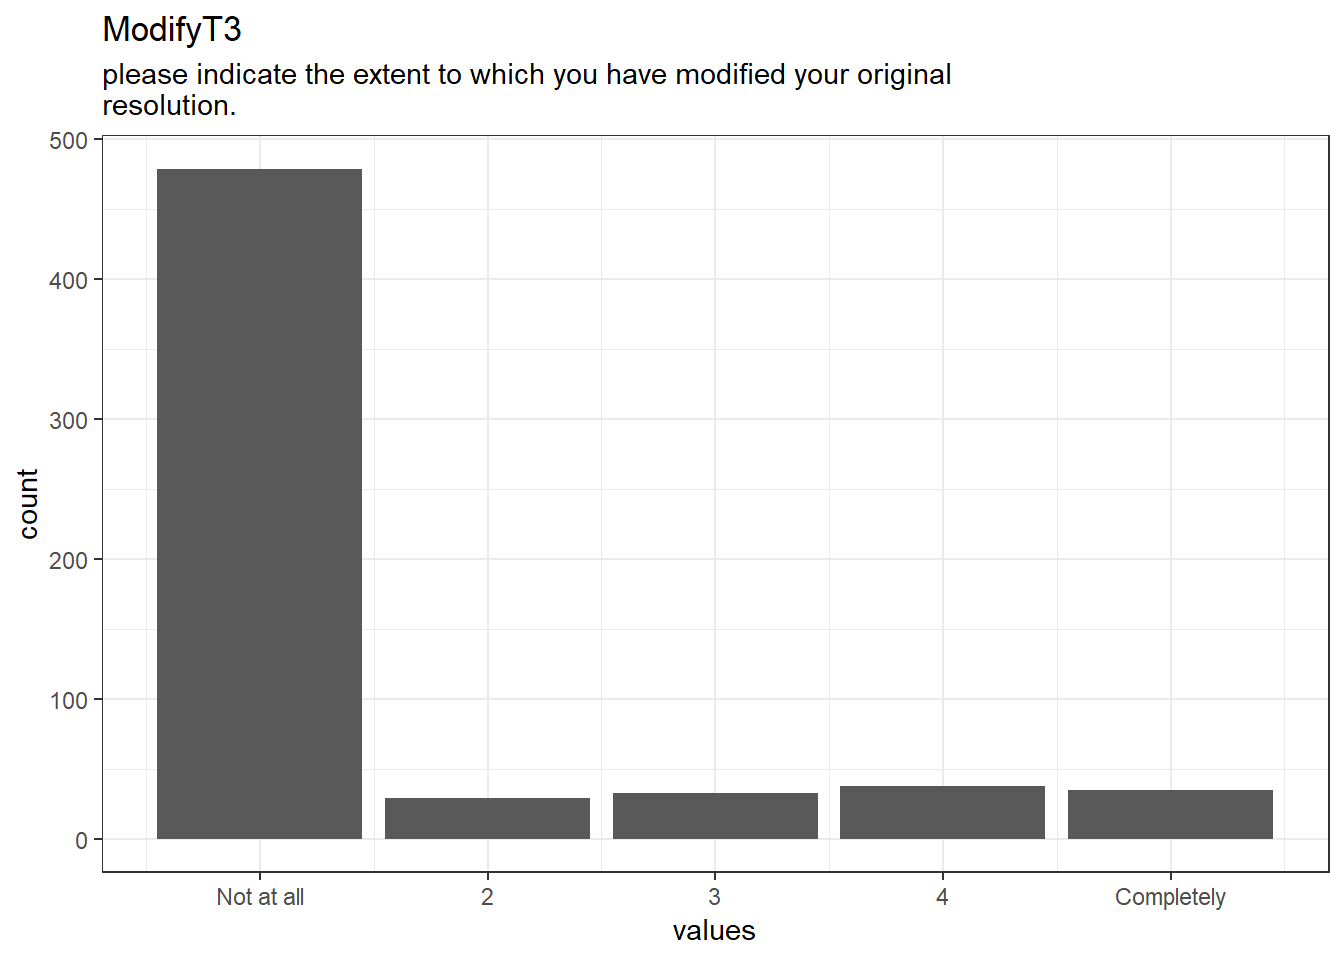 ModifyT3
please indicate the extent to which you have modified your original
resolution.
500
400
300
200
100
0
count
Not at all 2 3 4 Completely
values